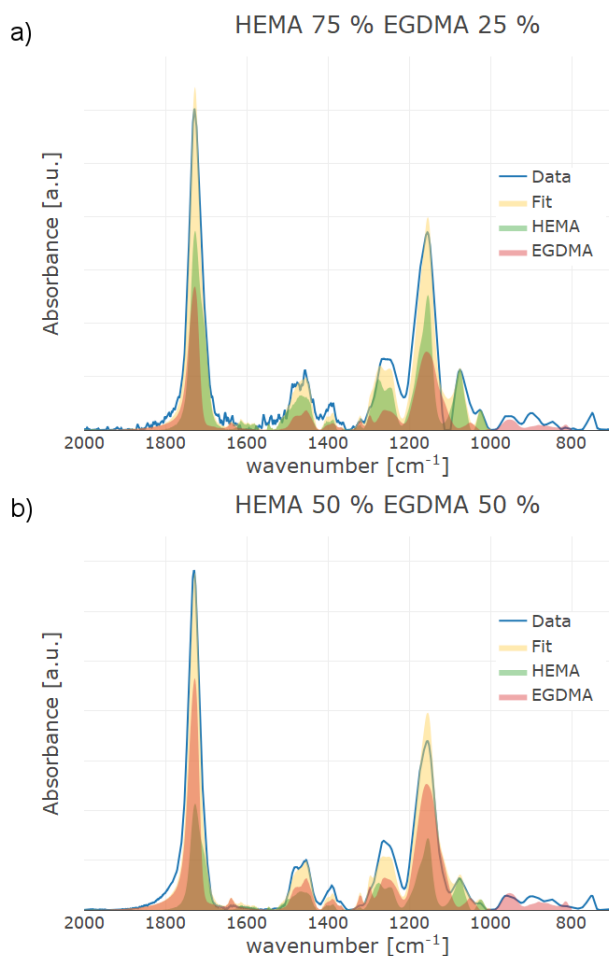 a)
HEMA 75 % EGDMA 25 %
Absorbance [a.u.]
Data
Fit
HEMA
EGDMA
2000 1800 1600 1400 1200 1000 800
wavenumber [cm⁻¹]
b)
HEMA 50 % EGDMA 50 %
Absorbance [a.u.]
Data
Fit
HEMA
EGDMA
2000 1800 1600 1400 1200 1000 800
wavenumber [cm⁻¹]